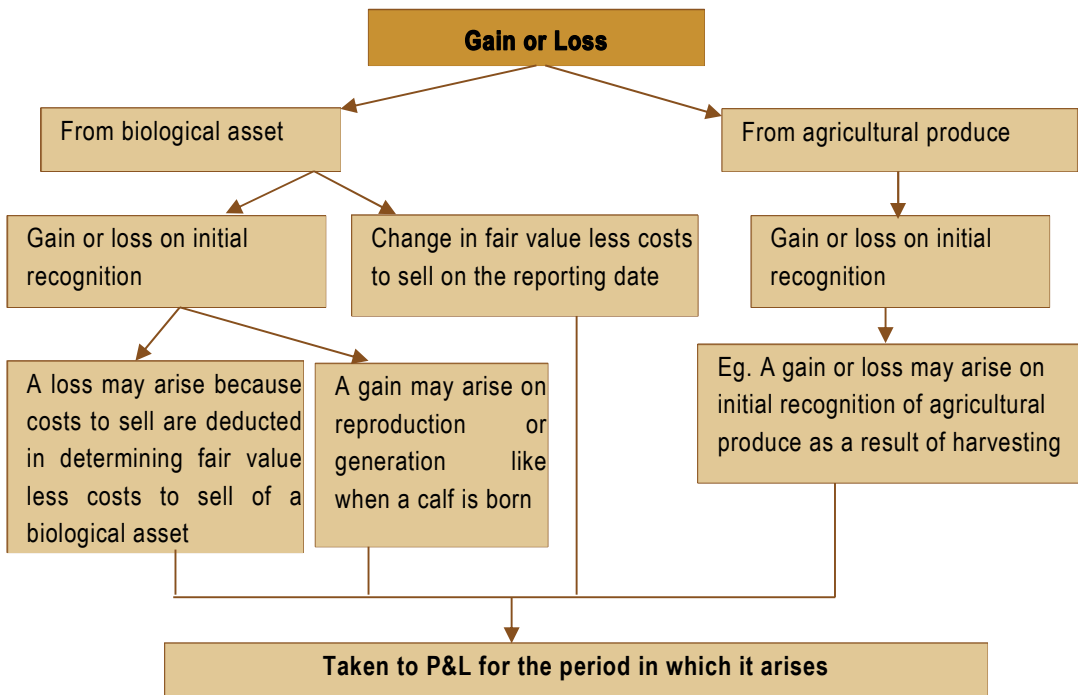 Gain or Loss
From biological asset
From agricultural produce
Gain or loss on initial
recognition
Change in fair value less costs
to sell on the reporting date
Gain or loss on initial
recognition
A loss may arise because
costs to sell are deducted
in determining fair value
less costs to sell of a
biological asset
A gain may arise on
reproduction or
generation like
when a calf is born
Eg. A gain or loss may arise on
initial recognition of agricultural
produce as a result of harvesting
Taken to P&L for the period in which it arises